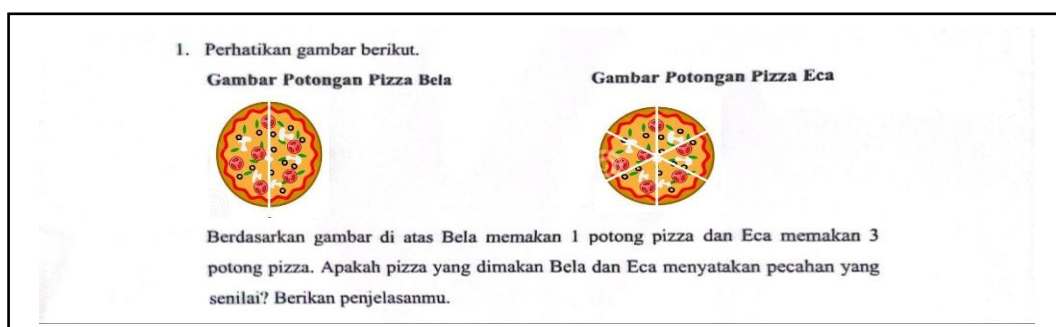 1. Perhatikan gambar berikut.
Gambar Potongan Pizza Bela
Gambar Potongan Pizza Eca
Berdasarkan gambar di atas Bela memakan 1 potong pizza dan Eca memakan 3
potong pizza. Apakah pizza yang dimakan Bela dan Eca menyatakan pecahan yang
senilai? Berikan penjelasanmu.